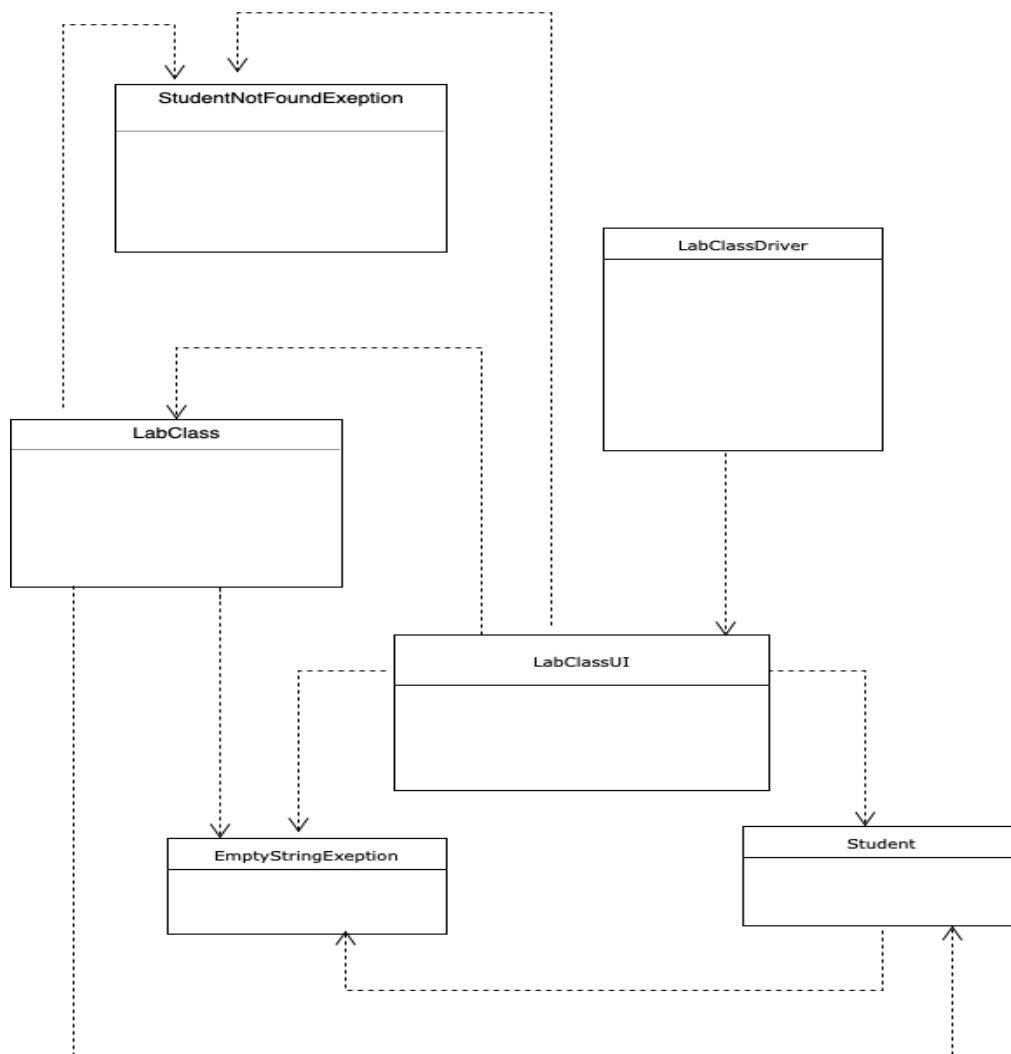 StudentNotFoundExeption
LabClassDriver
LabClass
LabClassUI
EmptyStringExeption
Student